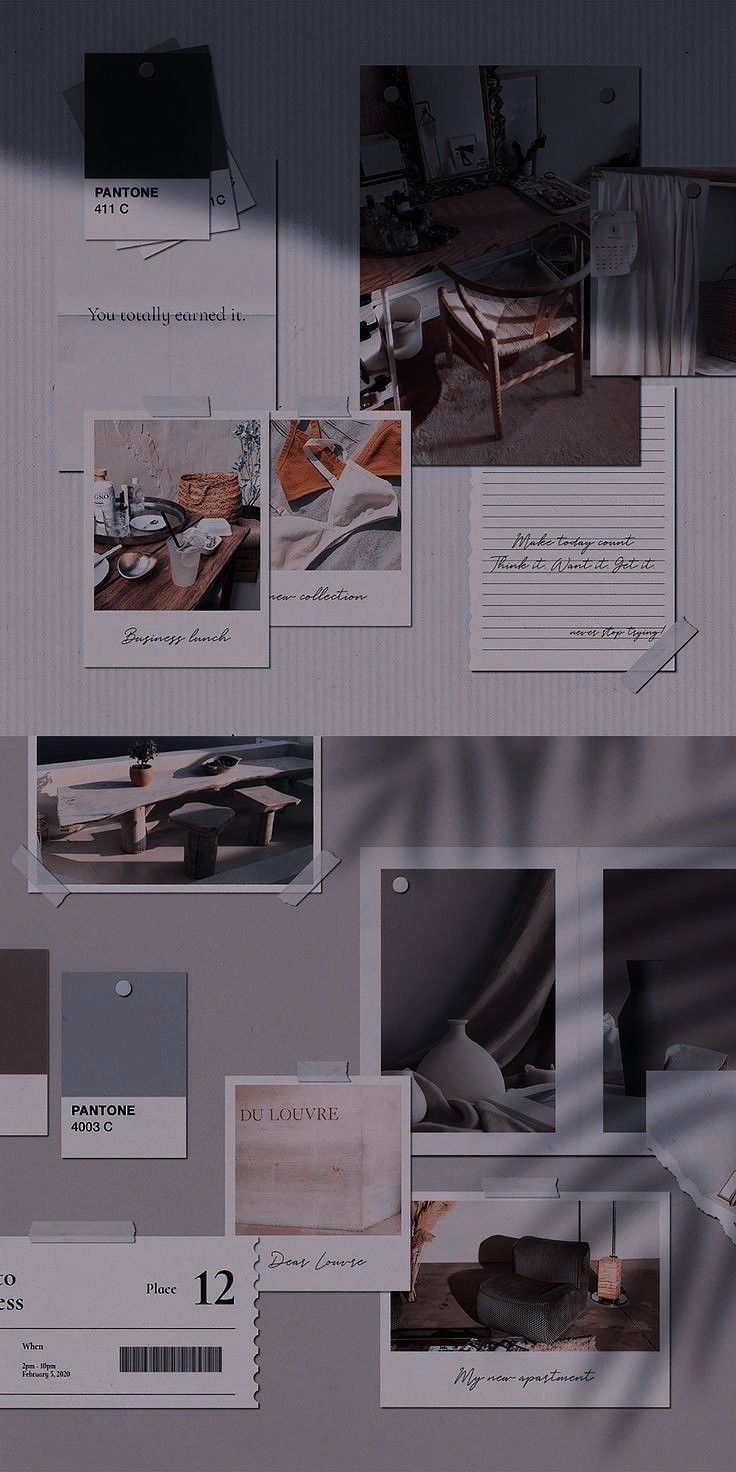 PANTONE
411 C
1C
You totally earned it.
Business lunch
new collection
Make today count
Think it. Want it. Get it.
never stop trying!
PANTONE
4003 C
DU LOUVRE
Dear Louvre
Place 12
When
2pm - 10pm
February 5, 2020
My new apartment